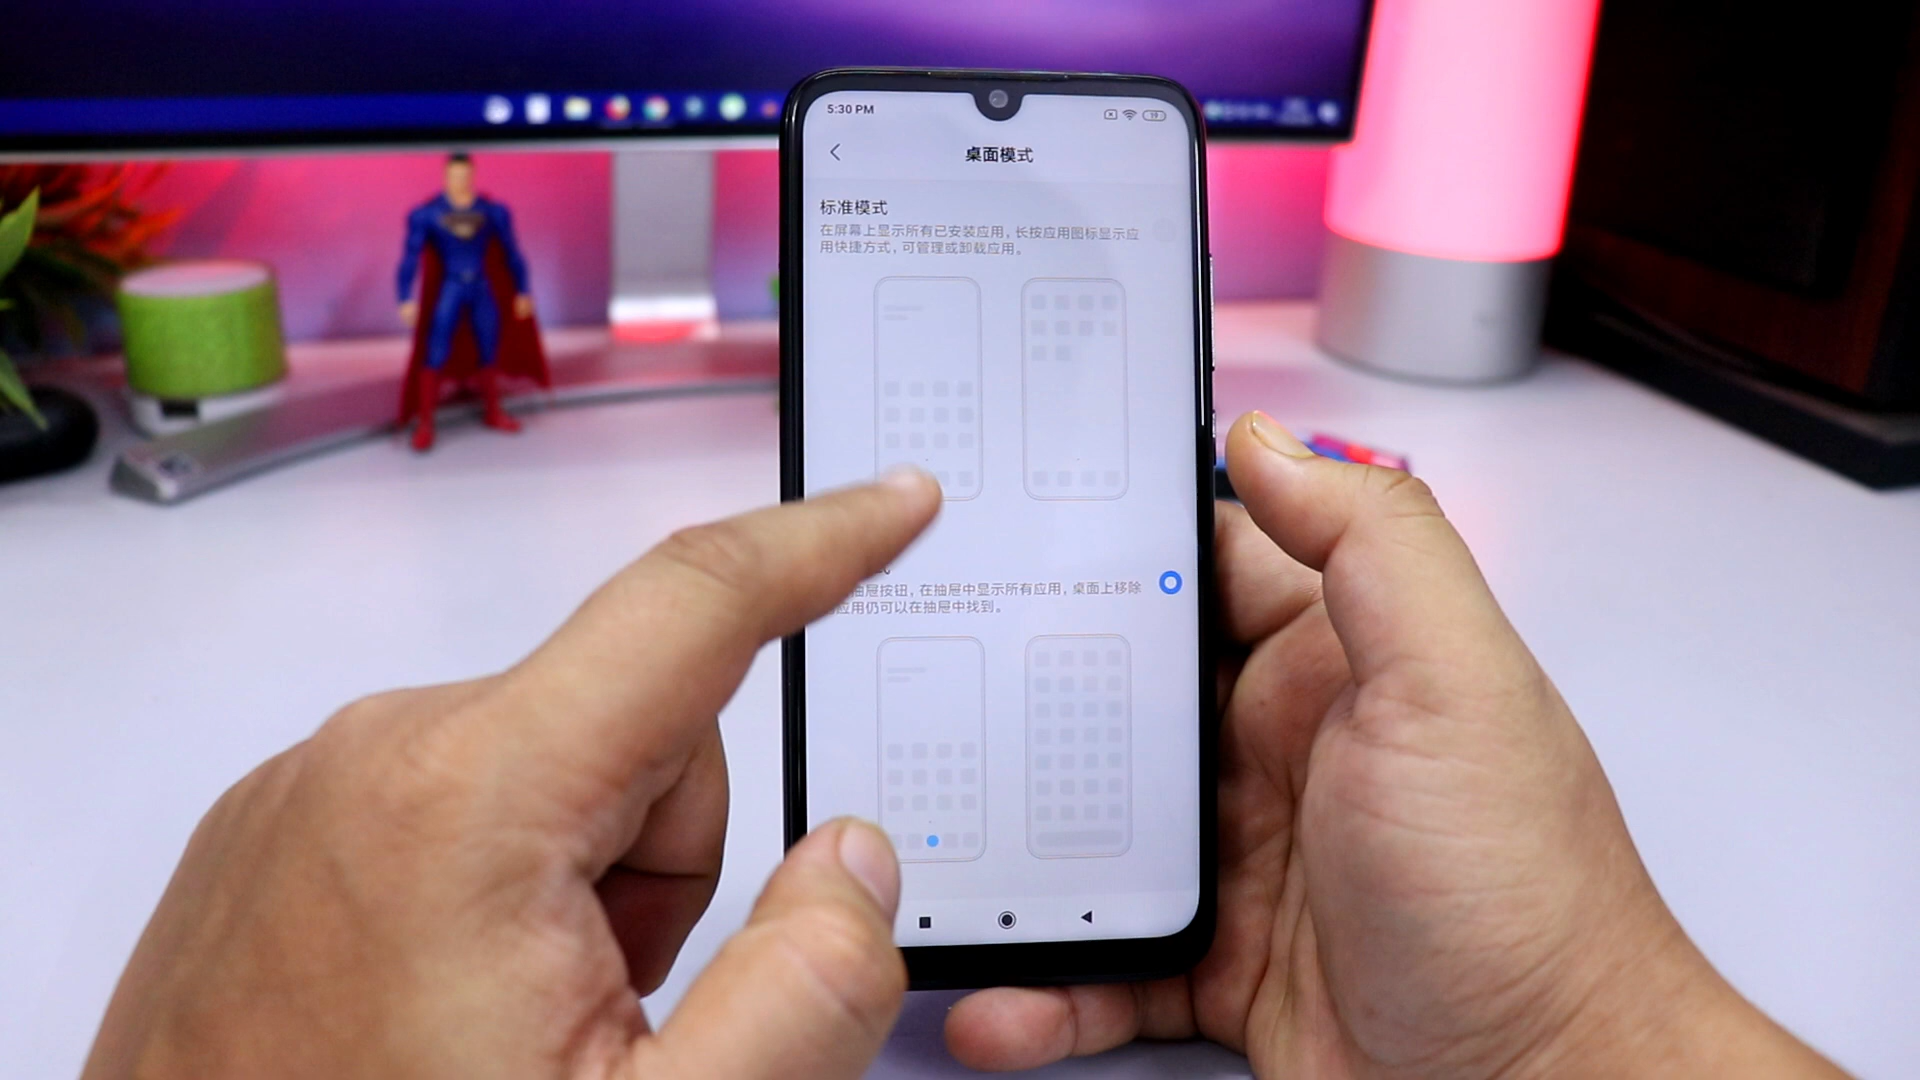 5:30 PM
19
桌面模式
标准模式
在屏幕上显示所有已安装应用，长按应用图标显示应
用快捷方式，可管理或卸载应用。
抽屉按钮，在抽屉中显示所有应用，桌面上移除
应用仍可以在抽屉中找到。